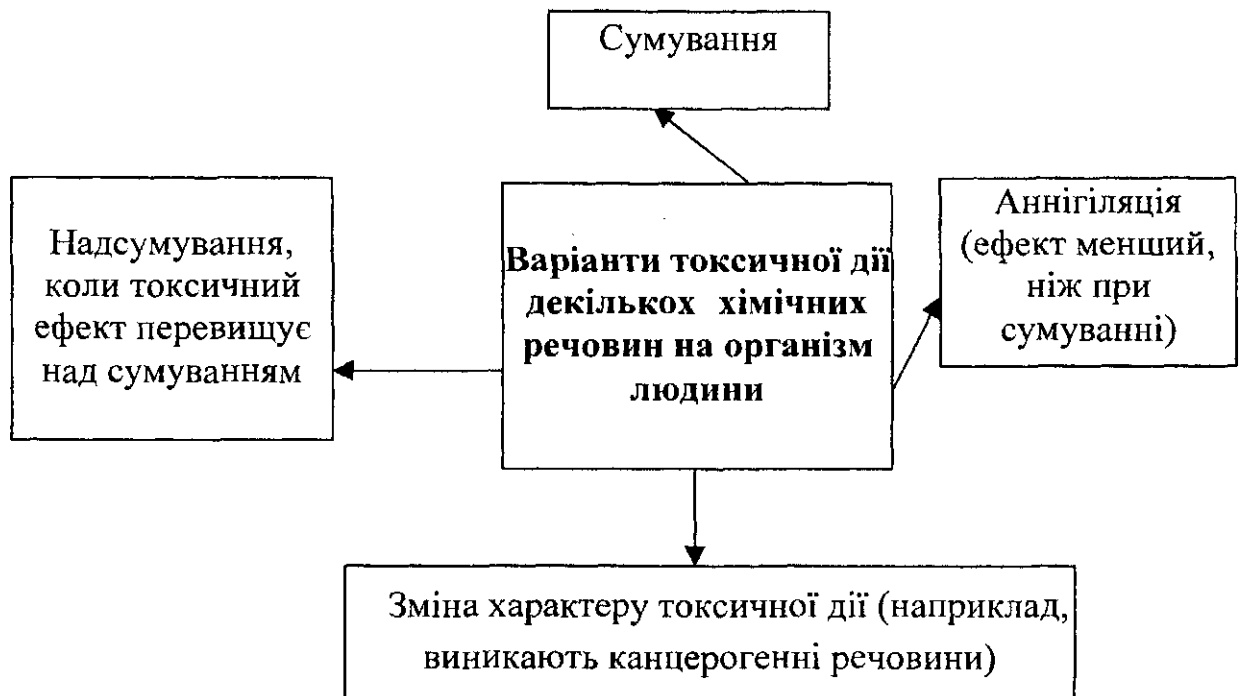 Сумування
Надсумування,
коли токсичний
ефект перевищує
над сумуванням
Варіанти токсичної дії
декількох хімічних
речовин на організм
людини
Аннігіляція
(ефект менший,
ніж при
сумуванні)
Зміна характеру токсичної дії (наприклад,
виникають канцерогенні речовини)